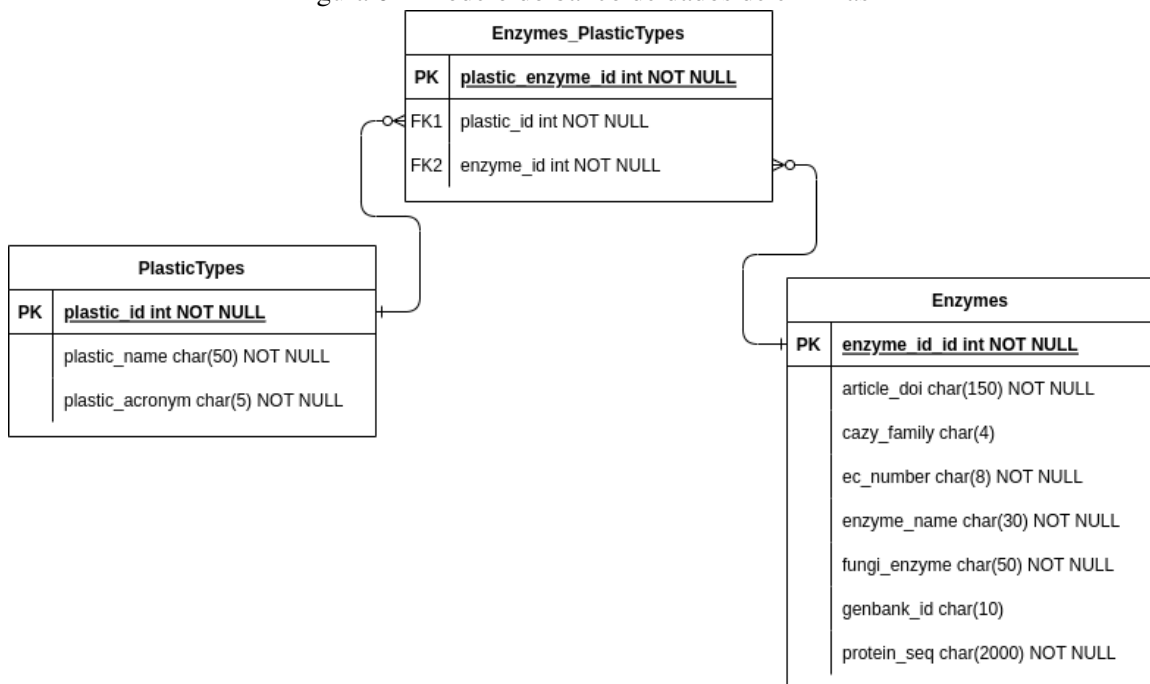 Enzymes_PlasticTypes
PK plastic_enzyme_id int NOT NULL
FK1 plastic_id int NOT NULL
FK2 enzyme_id int NOT NULL
PlasticTypes
PK plastic_id int NOT NULL
plastic_name char(50) NOT NULL
plastic_acronym char(5) NOT NULL
Enzymes
PK enzyme_id_id int NOT NULL
article_doi char(150) NOT NULL
cazy_family char(4)
ec_number char(8) NOT NULL
enzyme_name char(30) NOT NULL
fungi_enzyme char(50) NOT NULL
genbank_id char(10)
protein_seq char(2000) NOT NULL